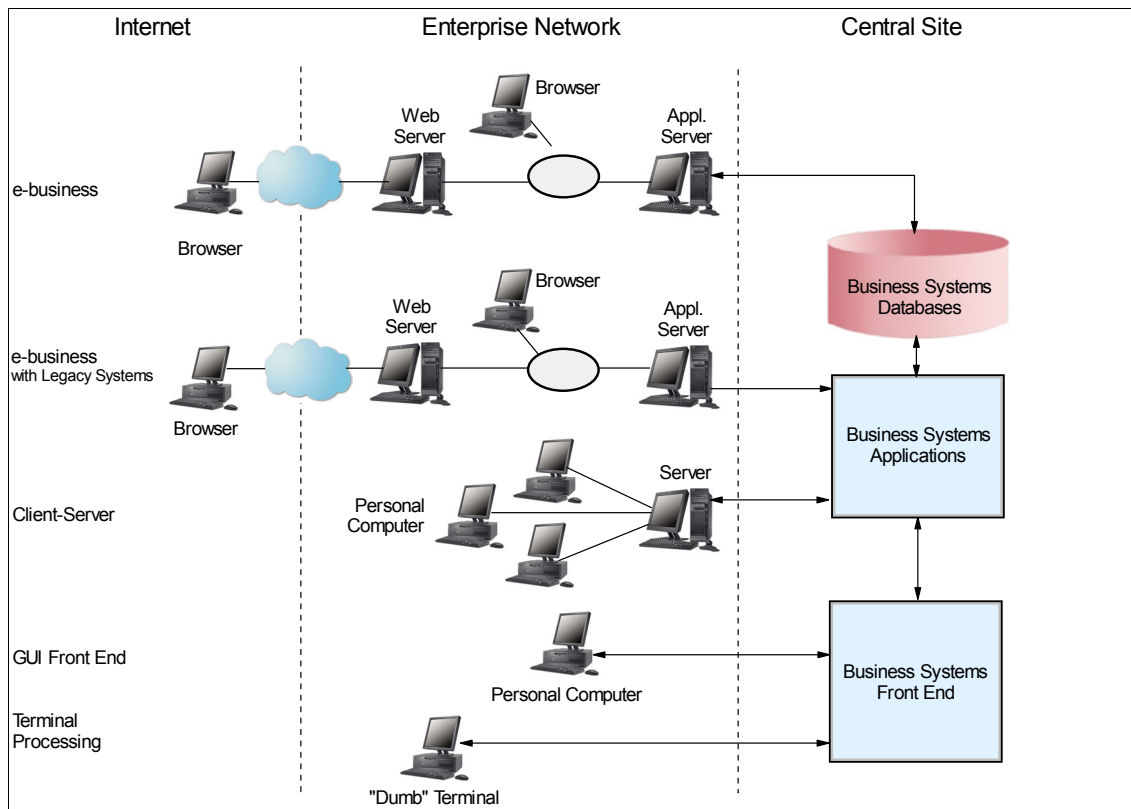 Internet
Enterprise Network
Central Site
e-business
Browser
Web
Server
Browser
Appl.
Server
Business Systems
Databases
e-business
with Legacy Systems
Browser
Web
Server
Browser
Appl.
Server
Business Systems
Applications
Client-Server
Personal
Computer
Server
GUI Front End
Personal Computer
Business Systems
Front End
Terminal
Processing
"Dumb" Terminal